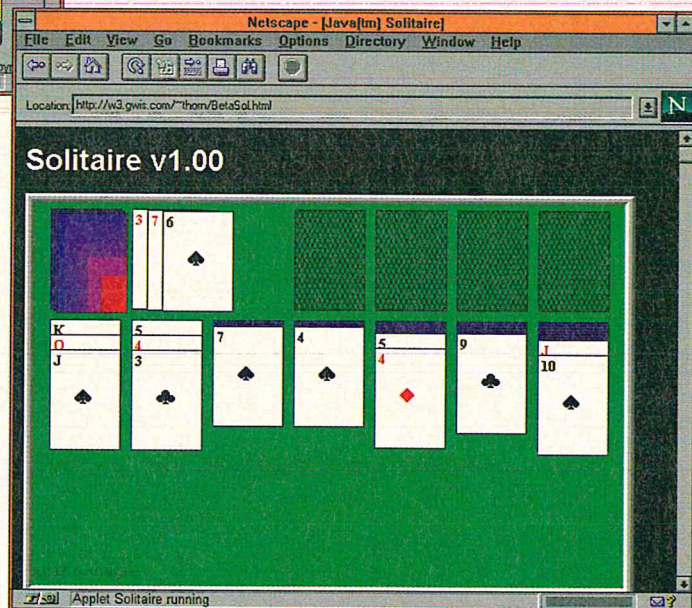 Netscape - [Java[tm] Solitaire]
File Edit View Go Bookmarks Options Directory Window Help
Location: http://w3.gwis.com/~thorn/BetaSol.html
N
Solitaire v1.00
3 7 6
K 5 7 4 5 9 J
Q 4 4 10
J 3
Applet Solitaire running